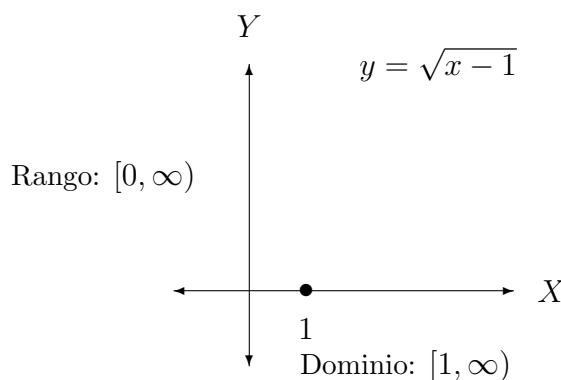 Y
y = √(x − 1)
Rango: [0, ∞)
X
1
Dominio: [1, ∞)